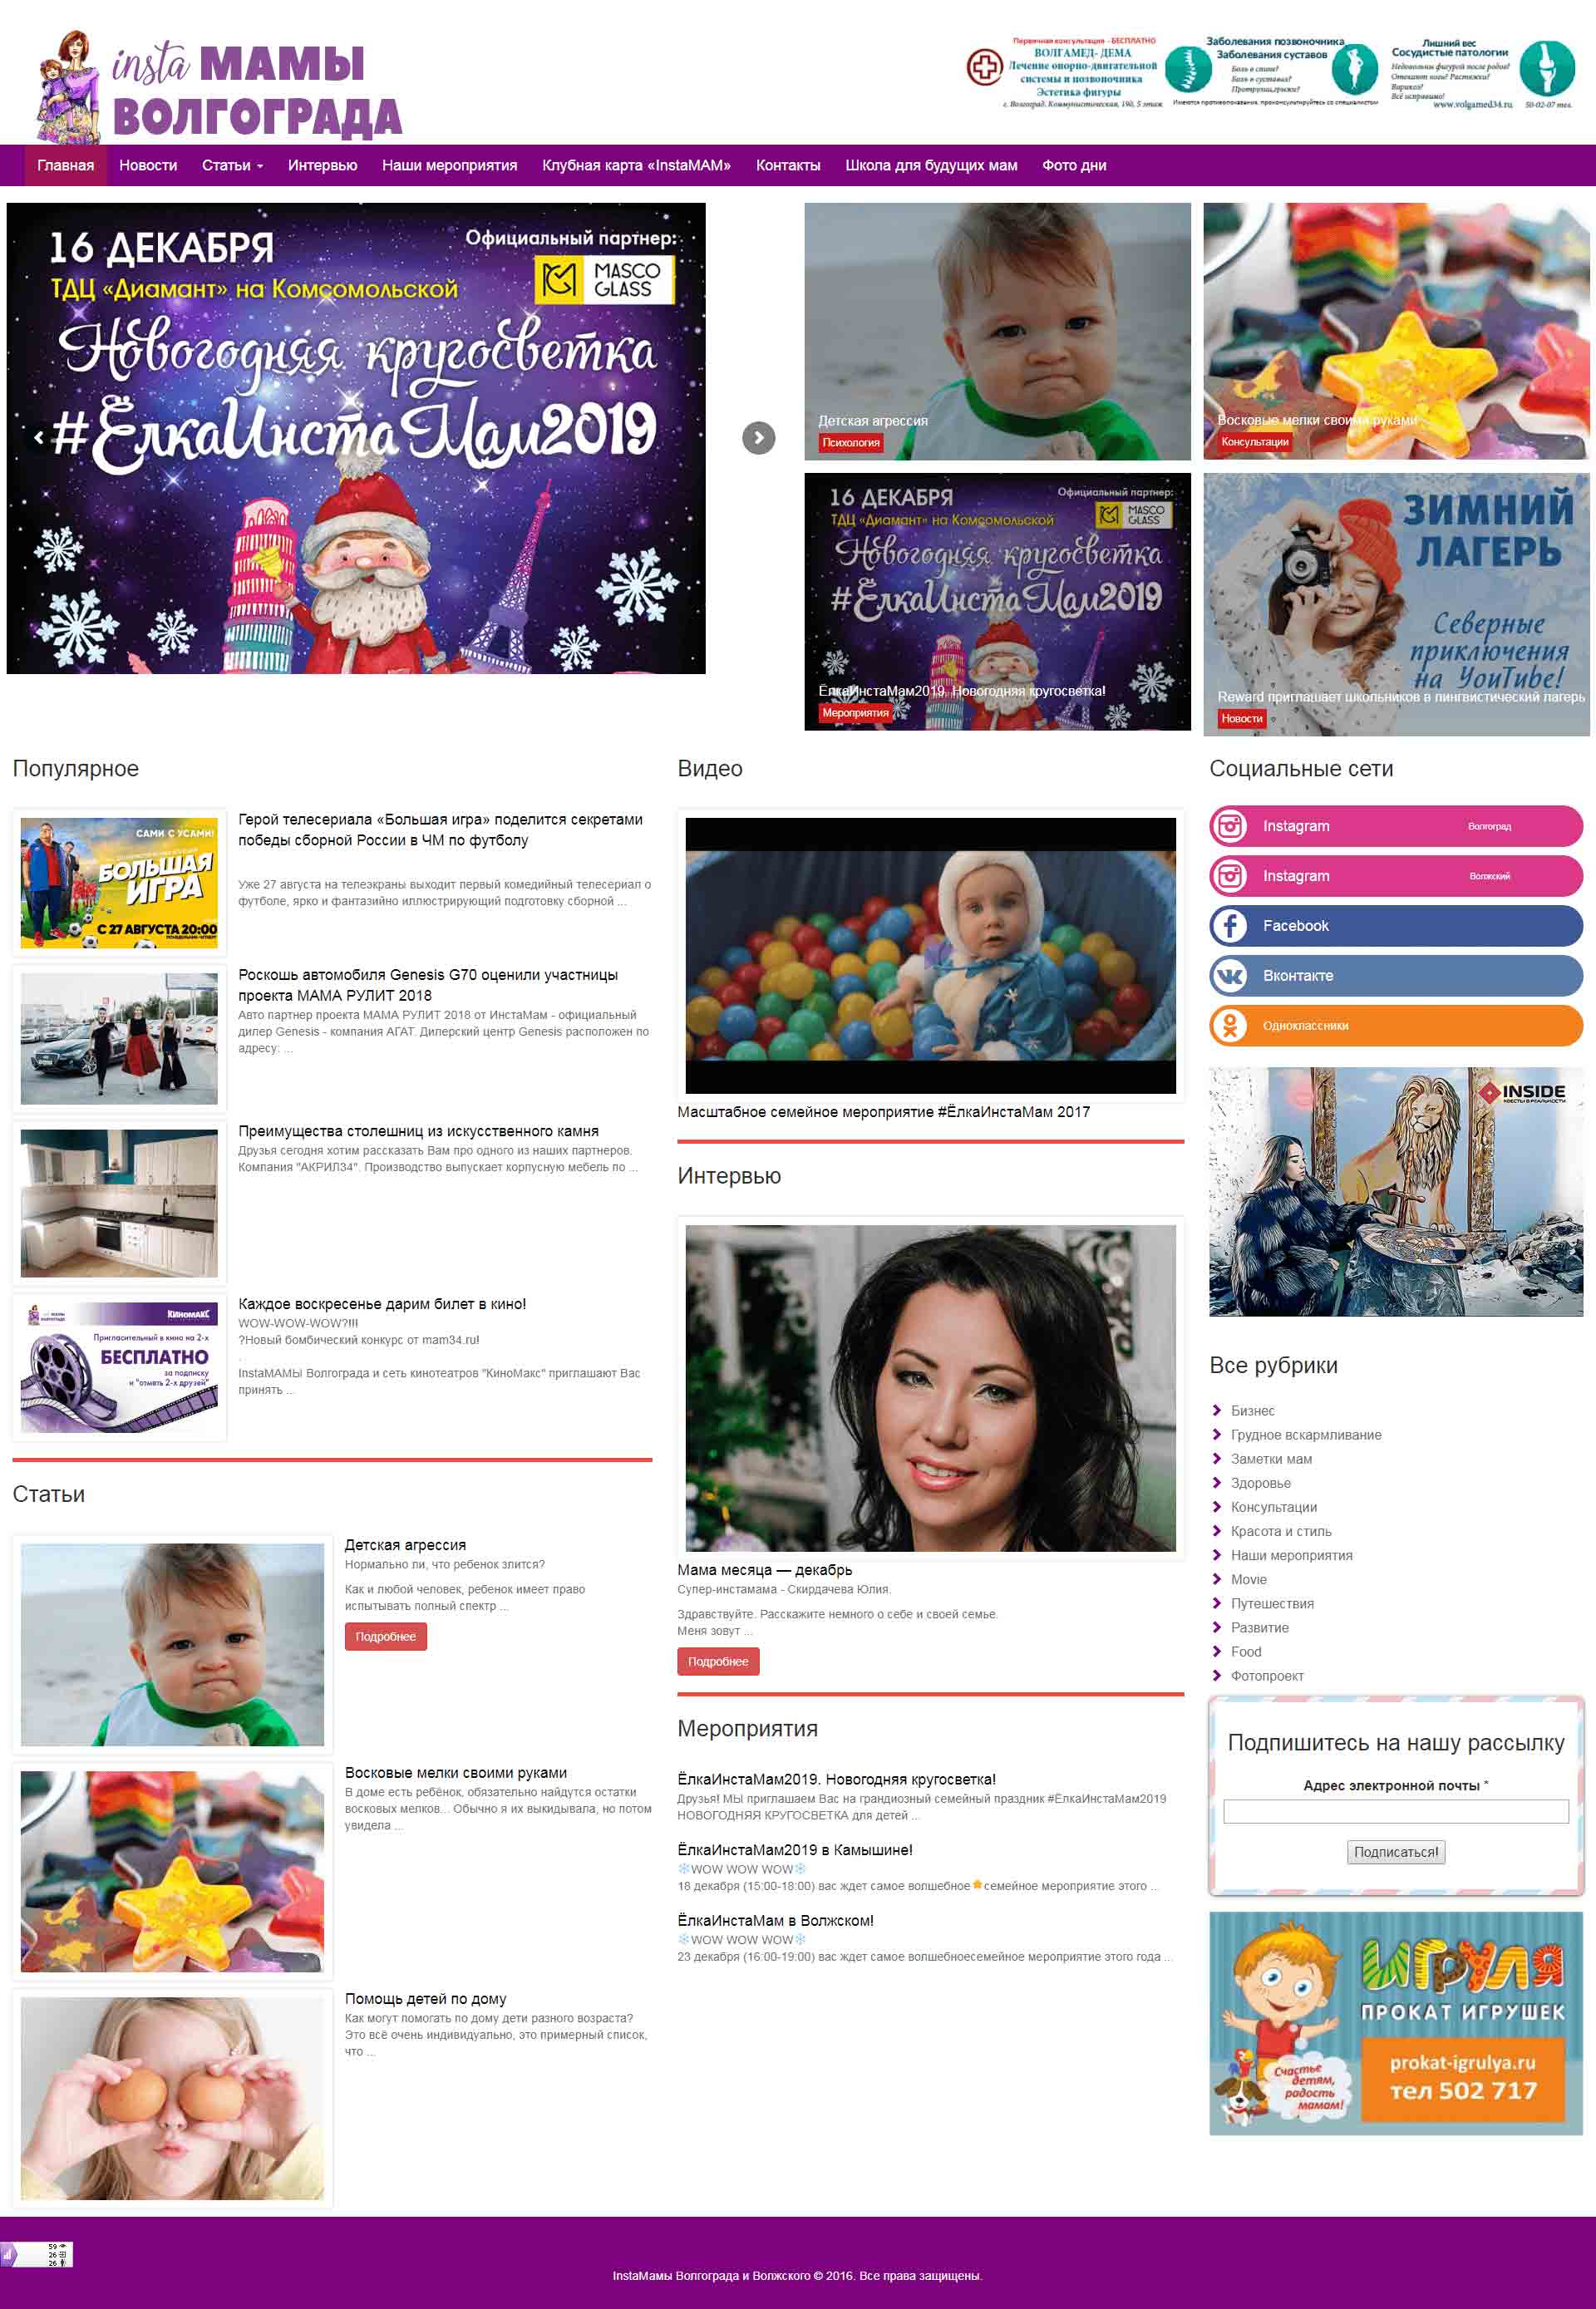 insta МАМЫ
ВОЛГОГРАДА
Первичная консультация - БЕСПЛАТНО
ВОЛГАМЕД- ДЕМА
Лечение опорно-двигательной
системы и позвоночника
Эстетика фигуры
г. Волгоград. Коммунистическая, 19д, 5 этаж
Заболевания позвоночника
Заболевания суставов
Боль в спине?
Боль в суставах?
Протрузии,грыжи?
Имеются противопоказания, проконсультируйтесь со специалистом
Лишний вес
Сосудистые патологии
Недовольны фигурой после родов?
Отекают ноги? Растяжки?
Варикоз?
Всё исправимо!
www.volgamed34.ru, 50-02-07 тел.
Главная Новости Статьи Интервью Наши мероприятия Клубная карта «InstaMAM» Контакты Школа для будущих мам Фото дни
16 ДЕКАБРЯ
ТДЦ «Диамант» на Комсомольской
Официальный партнер:
MASCO
GLASS
Новогодняя кругосветка
#ЁлкаИнстаМам2019
Детская агрессия
Психология
Восковые мелки своими руками
Консультации
16 ДЕКАБРЯ
ТДЦ «Диамант» на Комсомольской
Официальный партнер:
MASCO
GLASS
Новогодняя кругосветка
#ЁлкаИнстаМам2019
ЁлкаИнстаМам2019. Новогодняя кругосветка!
Мероприятия
ЗИМНИЙ
ЛАГЕРЬ
Северные
приключения
на YouTube!
Reward приглашает школьников в лингвистический лагерь
Новости
Популярное
САМИ С УСАМИ!
БОЛЬШАЯ
ИГРА
С 27 АВГУСТА 20:00
Герой телесериала «Большая игра» поделится секретами
победы сборной России в ЧМ по футболу
Уже 27 августа на телеэкраны выходит первый комедийный телесериал о
футболе, ярко и фантазийно иллюстрирующий подготовку сборной ...
Роскошь автомобиля Genesis G70 оценили участницы
проекта МАМА РУЛИТ 2018
Авто партнер проекта МАМА РУЛИТ 2018 от ИнстаМам - официальный
дилер Genesis - компания АГАТ. Дилерский центр Genesis расположен по
адресу: ...
Преимущества столешниц из искусственного камня
Друзья сегодня хотим рассказать Вам про одного из наших партнеров.
Компания "АКРИЛ34". Производство выпускает корпусную мебель по ...
КИНОМАКС
Пригласительный в кино на 2-х
БЕСПЛАТНО
за подписку
и "отметь 2-х друзей"
Каждое воскресенье дарим билет в кино!
WOW-WOW-WOW?!!!
?Новый бомбический конкурс от mam34.ru!
.
InstaМАМЫ Волгограда и сеть кинотеатров "КиноМакс" приглашают Вас
принять ...
Статьи
Детская агрессия
Нормально ли, что ребенок злится?
Как и любой человек, ребенок имеет право
испытывать полный спектр ...
Подробнее
Восковые мелки своими руками
В доме есть ребёнок, обязательно найдутся остатки
восковых мелков... Обычно я их выкидывала, но потом
увидела ...
Помощь детей по дому
Как могут помогать по дому дети разного возраста?
Это всё очень индивидуально, это примерный список,
что ...
Видео
Масштабное семейное мероприятие #ЁлкаИнстаМам 2017
Интервью
Мама месяца — декабрь
Супер-инстамама - Скирдачева Юлия.
Здравствуйте. Расскажите немного о себе и своей семье.
Меня зовут ...
Подробнее
Мероприятия
ЁлкаИнстаМам2019. Новогодняя кругосветка!
Друзья! МЫ приглашаем Вас на грандиозный семейный праздник #ЁлкаИнстаМам2019
НОВОГОДНЯЯ КРУГОСВЕТКА для детей ...
ЁлкаИнстаМам2019 в Камышине!
❄WOW WOW WOW❄
18 декабря (15:00-18:00) вас ждет самое волшебное семейное мероприятие этого ...
ЁлкаИнстаМам в Волжском!
❄WOW WOW WOW❄
23 декабря (16:00-19:00) вас ждет самое волшебноесемейное мероприятие этого года ...
Социальные сети
Instagram Волгоград
Instagram Волжский
Facebook
Вконтакте
Одноклассники
INSIDE
КВЕСТЫ В РЕАЛЬНОСТИ
Все рубрики
Бизнес
Грудное вскармливание
Заметки мам
Здоровье
Консультации
Красота и стиль
Наши мероприятия
Movie
Путешествия
Развитие
Food
Фотопроект
Подпишитесь на нашу рассылку
Адрес электронной почты *
Подписаться!
ИГРУЛЯ
ПРОКАТ ИГРУШЕК
prokat-igrulya.ru
тел 502 717
Счастье
детям,
радость
мамам!
59
26
26
InstaМамы Волгограда и Волжского © 2016. Все права защищены.